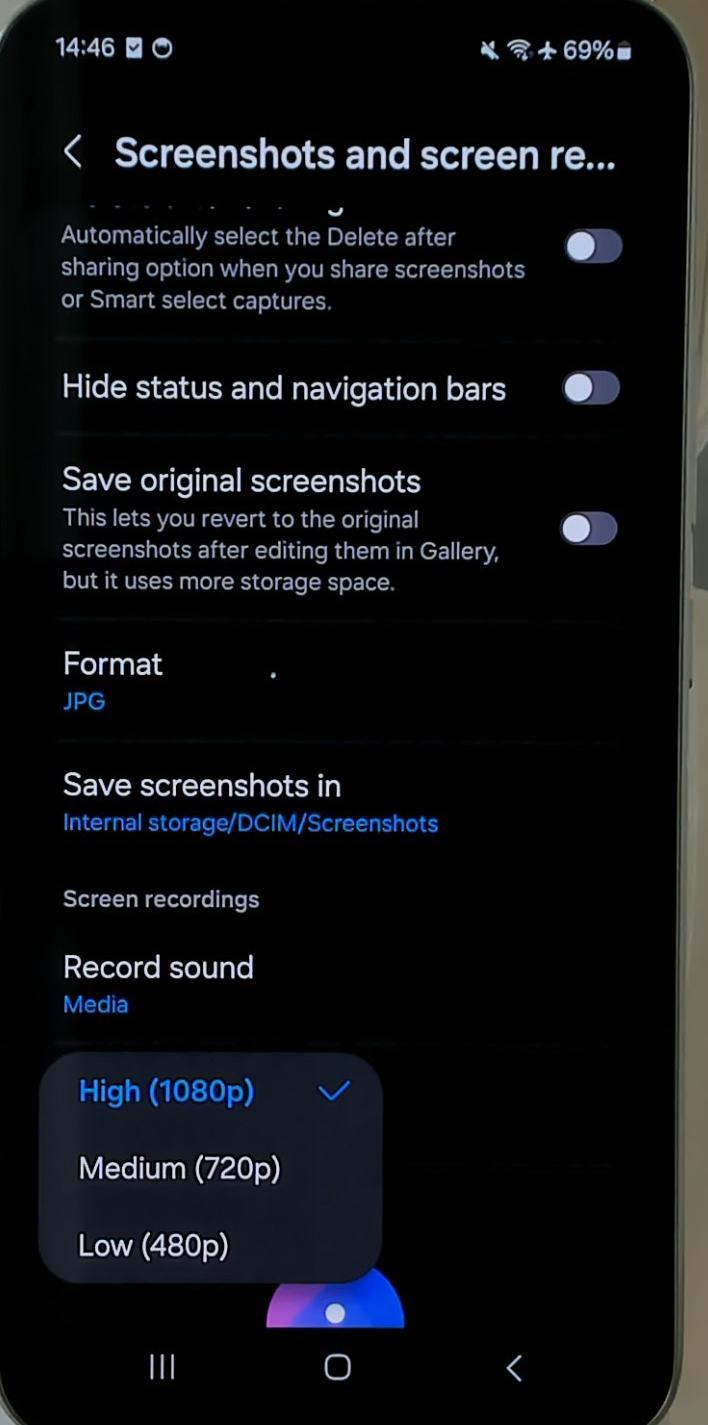 14:46 69%
Screenshots and screen re...
Automatically select the Delete after
sharing option when you share screenshots
or Smart select captures.
Hide status and navigation bars
Save original screenshots
This lets you revert to the original
screenshots after editing them in Gallery,
but it uses more storage space.
Format
JPG
Save screenshots in
Internal storage/DCIM/Screenshots
Screen recordings
Record sound
Media
High (1080p)
Medium (720p)
Low (480p)